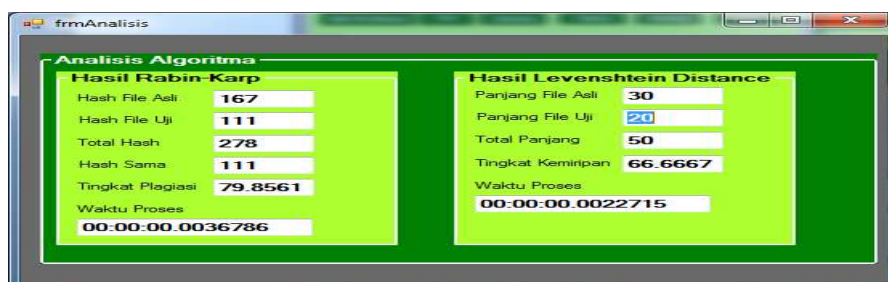 frmAnalisis
Analisis Algoritma
Hasil Rabin-Karp
Hash File Asli 167
Hash File Uji 111
Total Hash 278
Hash Sama 111
Tingkat Plagiasi 79.8561
Waktu Proses
00:00:00.0036786
Hasil Levenshtein Distance
Panjang File Asli 30
Panjang File Uji 20
Total Panjang 50
Tingkat Kemiripan 66.6667
Waktu Proses
00:00:00.0022715